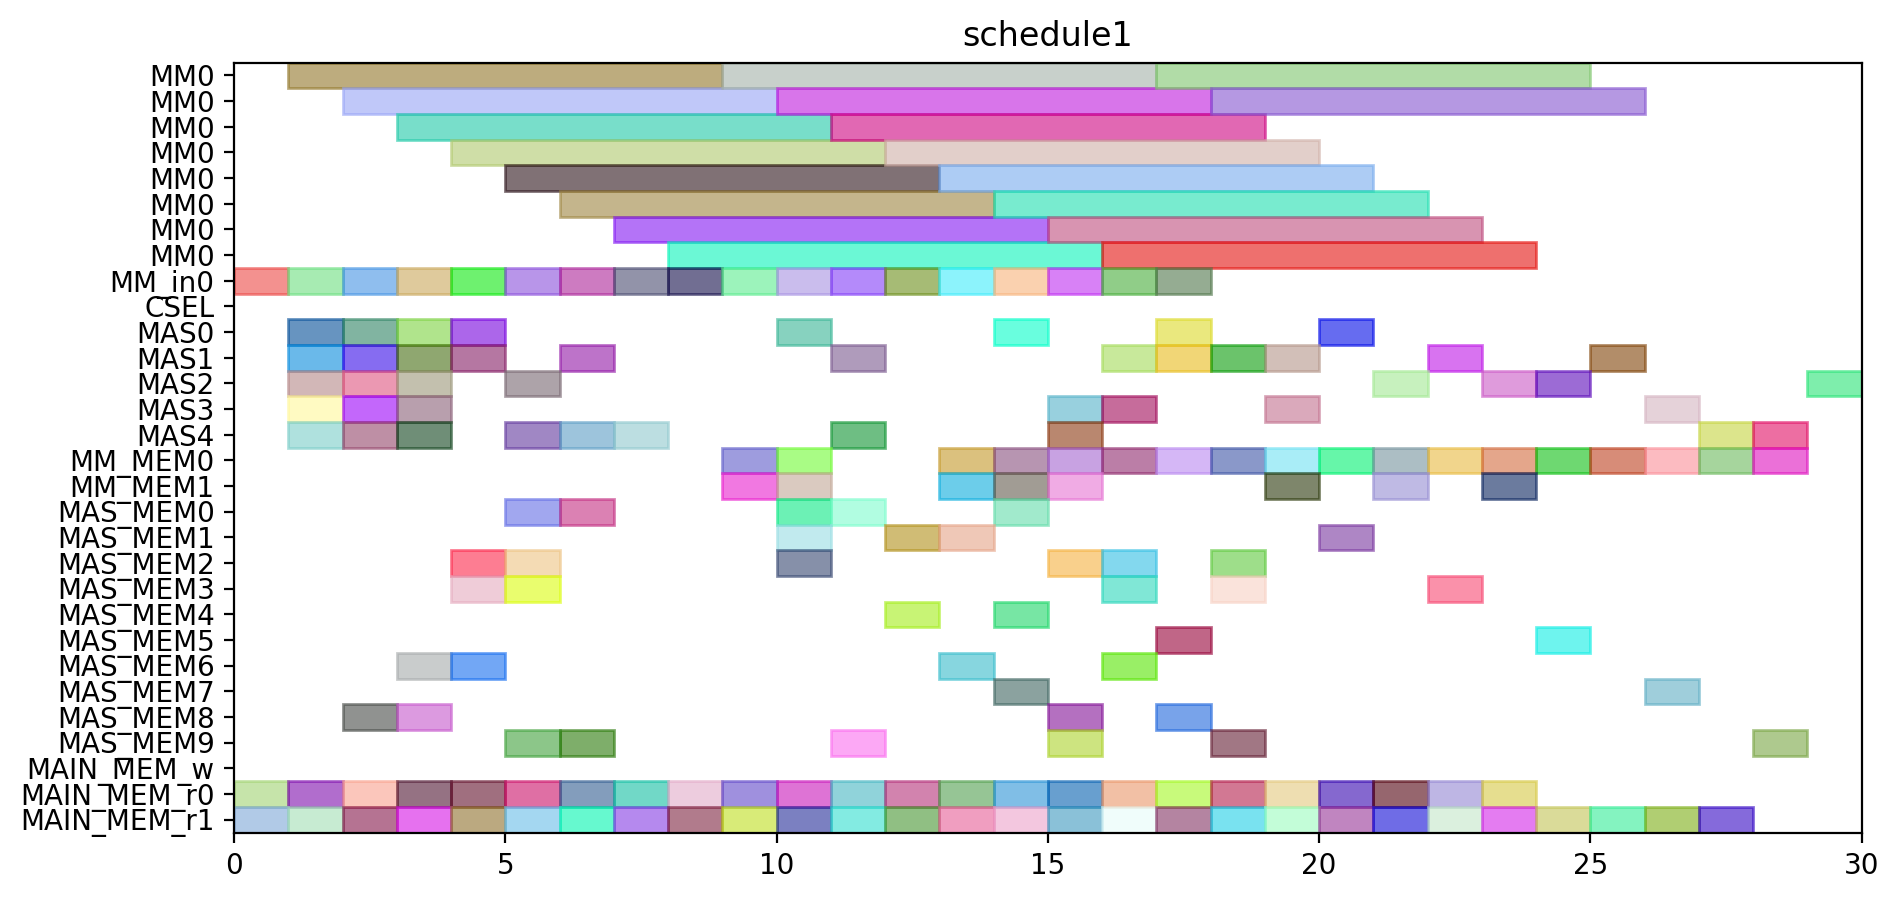 schedule1
MM0
MM0
MM0
MM0
MM0
MM0
MM0
MM0
MM_in0
CSEL
MAS0
MAS1
MAS2
MAS3
MAS4
MM_MEM0
MM_MEM1
MAS_MEM0
MAS_MEM1
MAS_MEM2
MAS_MEM3
MAS_MEM4
MAS_MEM5
MAS_MEM6
MAS_MEM7
MAS_MEM8
MAS_MEM9
MAIN_MEM_w
MAIN_MEM_r0
MAIN_MEM_r1
0 5 10 15 20 25 30